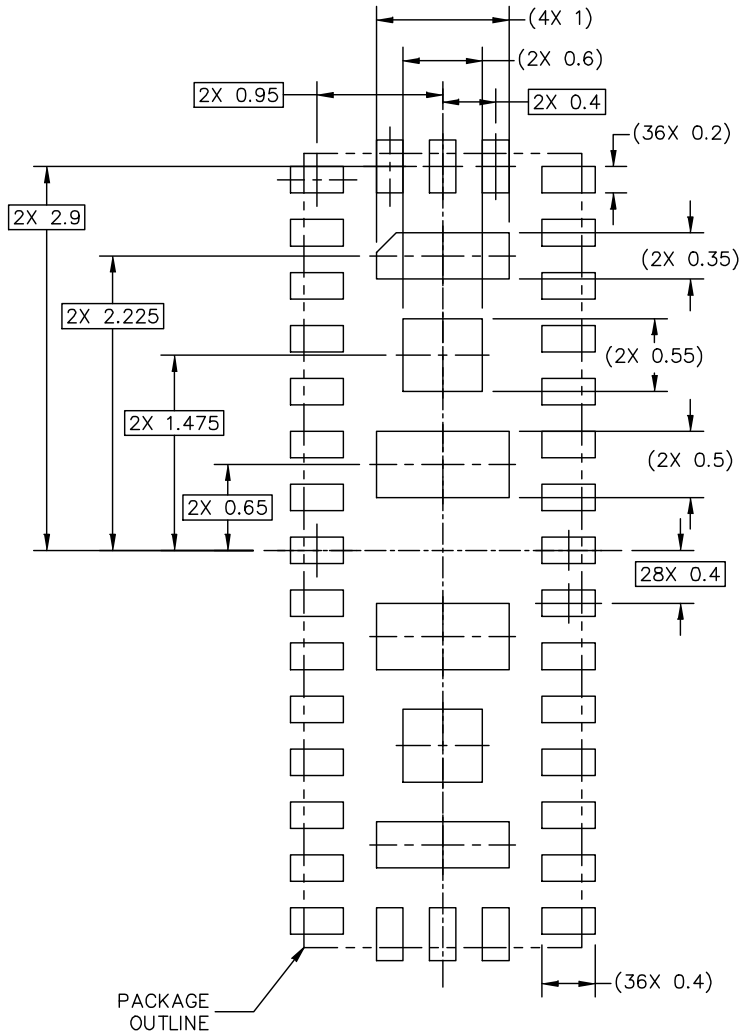 (4X 1)
(2X 0.6)
2X 0.95
2X 0.4
(36X 0.2)
2X 2.9
(2X 0.35)
2X 2.225
(2X 0.55)
2X 1.475
(2X 0.5)
2X 0.65
28X 0.4
(36X 0.4)
PACKAGE
OUTLINE